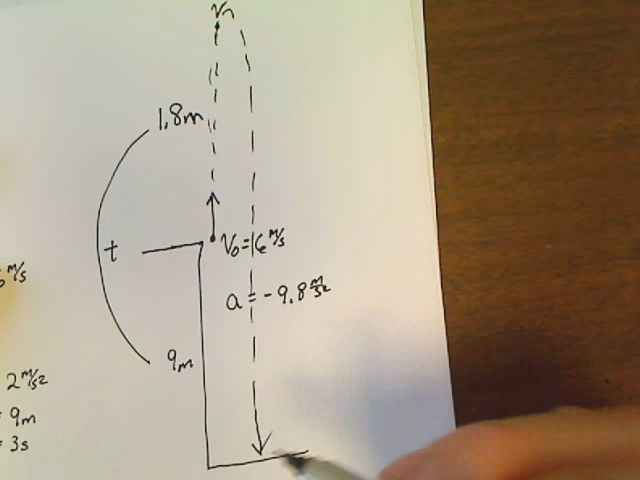 1.8m
t
V₀ = 6 m/s
a = -9.8 m/s²
9m
m/s
2 m/s²
9m
3s